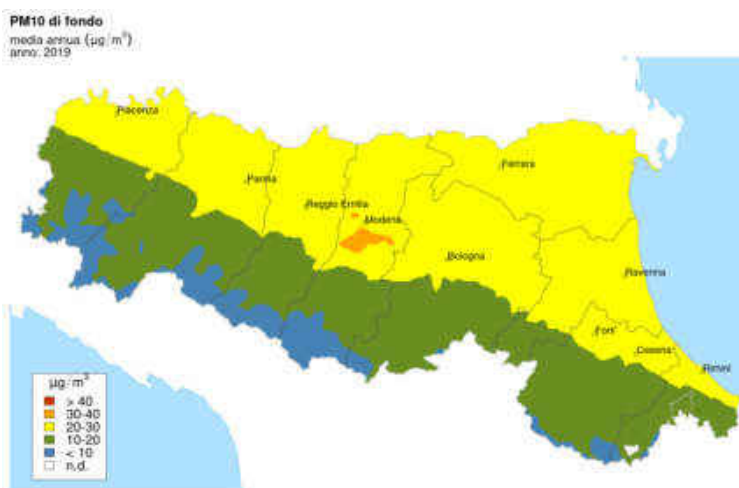 PM10 di fondo
media annua (µg/m³)
anno: 2019
Piacenza
Parma
Reggio Emilia
Modena
Ferrara
Bologna
Ravenna
Forli'
Cesena
Rimini
µg/m³
> 40
30-40
20-30
10-20
< 10
n.d.